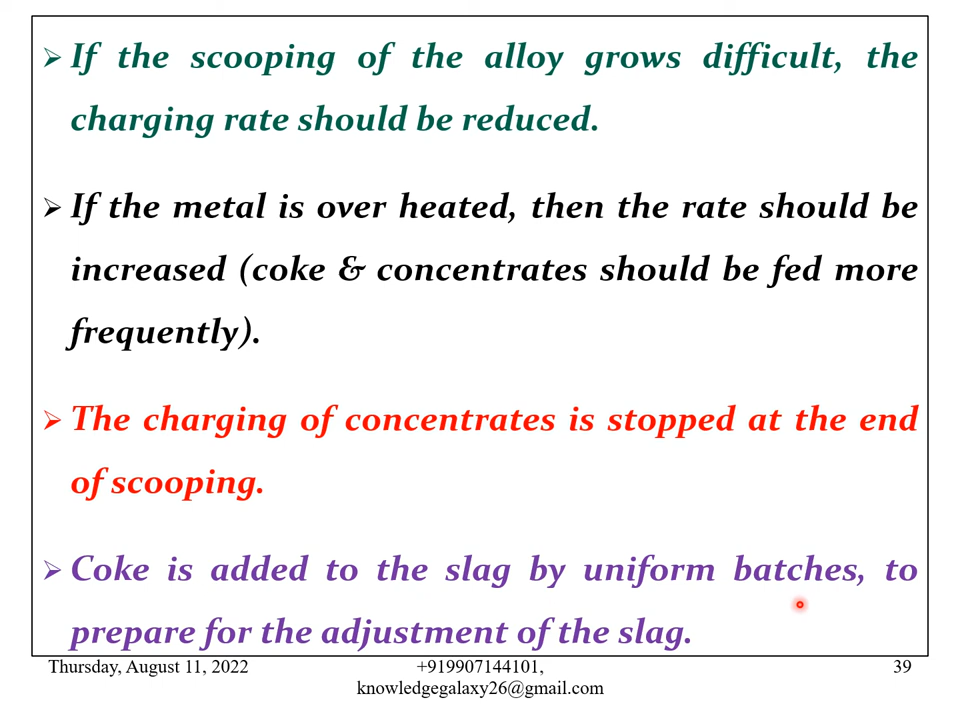 If the scooping of the alloy grows difficult, the
charging rate should be reduced.
If the metal is over heated, then the rate should be
increased (coke & concentrates should be fed more
frequently).
The charging of concentrates is stopped at the end
of scooping.
Coke is added to the slag by uniform batches, to
prepare for the adjustment of the slag.
Thursday, August 11, 2022
+919907144101,
knowledgegalaxy26@gmail.com
39